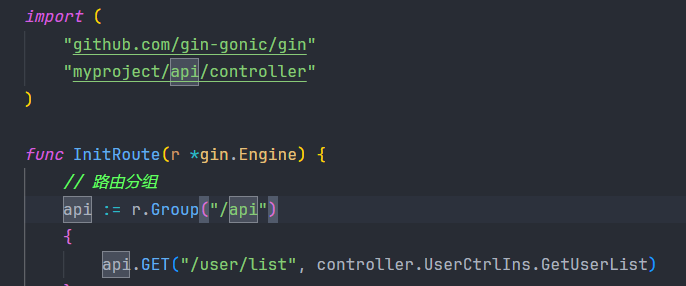 import (
"github.com/gin-gonic/gin"
"myproject/api/controller"
)
func InitRoute(r *gin.Engine) {
// 路由分组
api := r.Group("/api")
{
api.GET("/user/list", controller.UserCtrlIns.GetUserList)
}